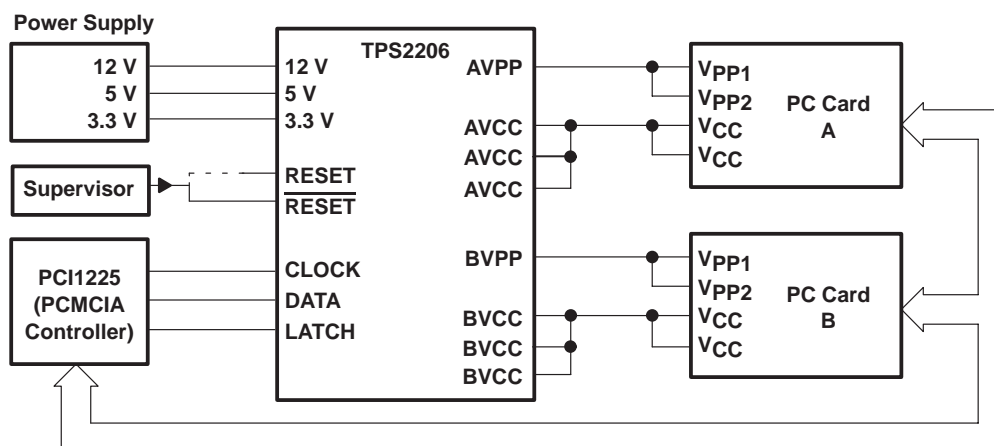 Power Supply
12 V
5 V
3.3 V
Supervisor
PCI1225
(PCMCIA
Controller)
TPS2206
12 V
5 V
3.3 V
RESET
RESET
CLOCK
DATA
LATCH
AVPP
AVCC
AVCC
AVCC
BVPP
BVCC
BVCC
BVCC
VPP1
VPP2
VCC
VCC
PC Card
A
VPP1
VPP2
VCC
VCC
PC Card
B